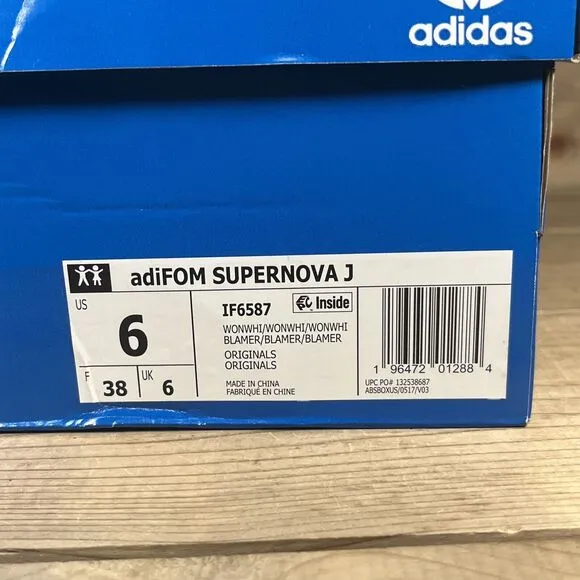 adidas
adiFOM SUPERNOVA J
US
6
F
38
UK
6
IF6587
Inside
WONWHI/WONWHI/WONWHI
BLAMER/BLAMER/BLAMER
ORIGINALS
ORIGINALS
MADE IN CHINA
FABRIQUÉ EN CHINE
1 96472 01288 4
UPC PO# 132538687
ABSBOXUS/0517/V03